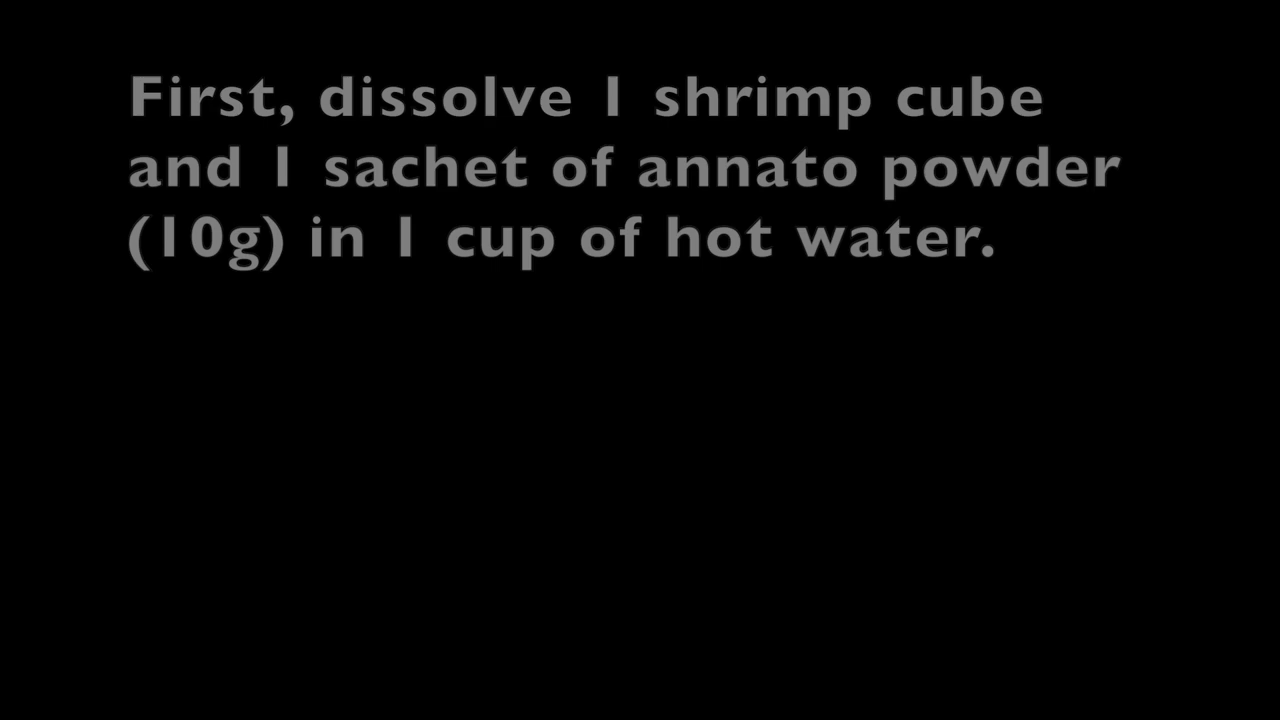 First, dissolve 1 shrimp cube
and 1 sachet of annato powder
(10g) in 1 cup of hot water.